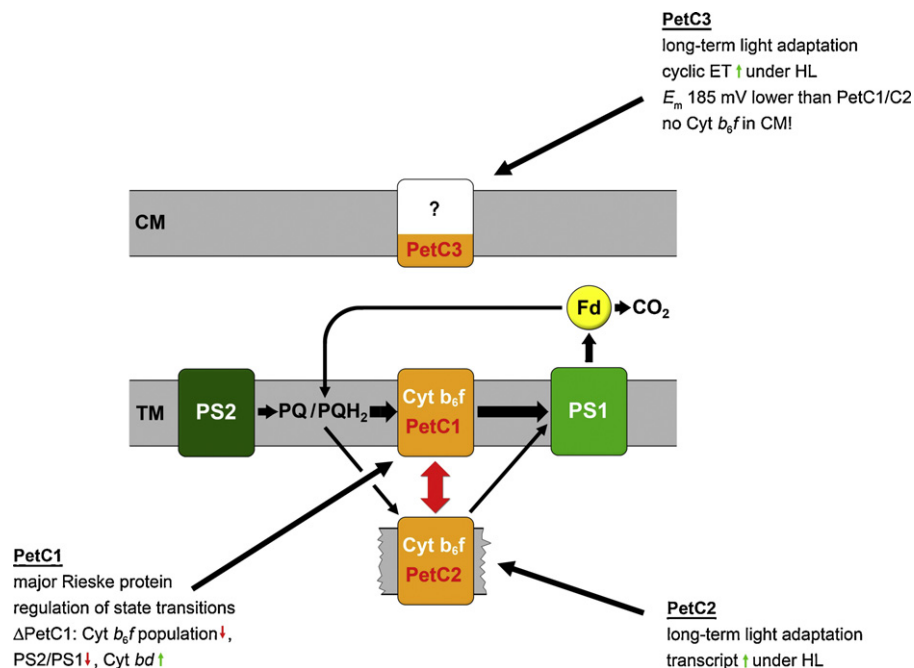 PetC3
long-term light adaptation
cyclic ET ↑ under HL
Em 185 mV lower than PetC1/C2
no Cyt b6f in CM!
CM
?
PetC3
Fd
CO2
TM
PS2
PQ/PQH2
Cyt b6f
PetC1
PS1
Cyt b6f
PetC2
PetC1
major Rieske protein
regulation of state transitions
ΔPetC1: Cyt b6f population↓,
PS2/PS1↓, Cyt bd ↑
PetC2
long-term light adaptation
transcript ↑ under HL